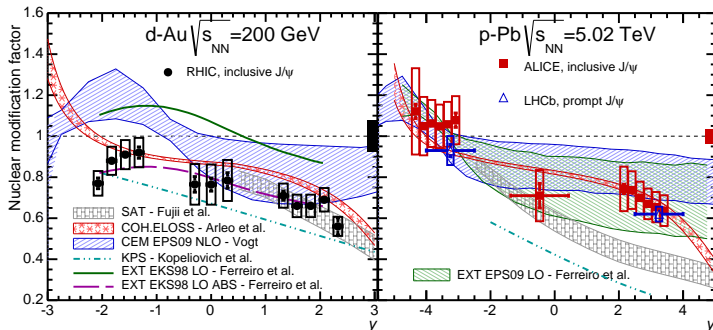 Nuclear modification factor
1.6
1.4
1.2
1
0.8
0.6
0.4
0.2
d-Au √s_NN =200 GeV
RHIC, inclusive J/ψ
SAT - Fujii et al.
COH.ELOSS - Arleo et al.
CEM EPS09 NLO - Vogt
KPS - Kopeliovich et al.
EXT EKS98 LO - Ferreiro et al.
EXT EKS98 LO ABS - Ferreiro et al.
-3 -2 -1 0 1 2 3
y
p-Pb √s_NN =5.02 TeV
ALICE, inclusive J/ψ
LHCb, prompt J/ψ
EXT EPS09 LO - Ferreiro et al.
-4 -2 0 2 4
y